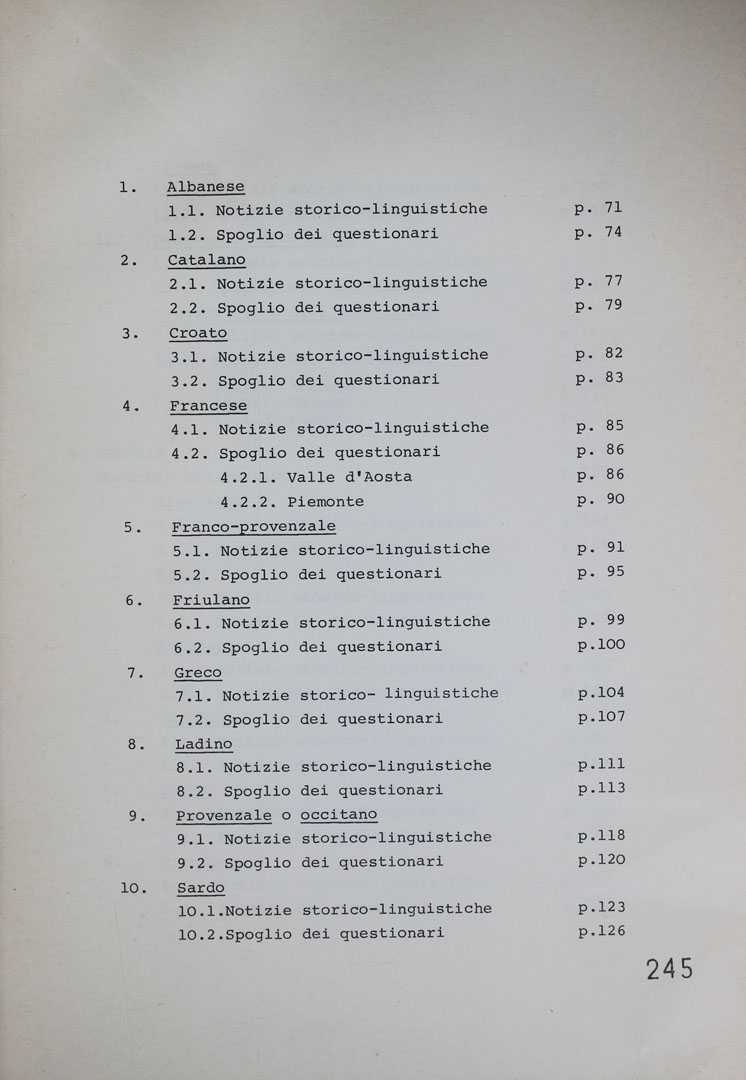 1. Albanese
1.1. Notizie storico-linguistiche p. 71
1.2. Spoglio dei questionari p. 74
2. Catalano
2.1. Notizie storico-linguistiche p. 77
2.2. Spoglio dei questionari p. 79
3. Croato
3.1. Notizie storico-linguistiche p. 82
3.2. Spoglio dei questionari p. 83
4. Francese
4.1. Notizie storico-linguistiche p. 85
4.2. Spoglio dei questionari p. 86
4.2.1. Valle d'Aosta p. 86
4.2.2. Piemonte p. 90
5. Franco-provenzale
5.1. Notizie storico-linguistiche p. 91
5.2. Spoglio dei questionari p. 95
6. Friulano
6.1. Notizie storico-linguistiche p. 99
6.2. Spoglio dei questionari p.100
7. Greco
7.1. Notizie storico- linguistiche p.104
7.2. Spoglio dei questionari p.107
8. Ladino
8.1. Notizie storico-linguistiche p.111
8.2. Spoglio dei questionari p.113
9. Provenzale o occitano
9.1. Notizie storico-linguistiche p.118
9.2. Spoglio dei questionari p.120
10. Sardo
10.1.Notizie storico-linguistiche p.123
10.2.Spoglio dei questionari p.126
245